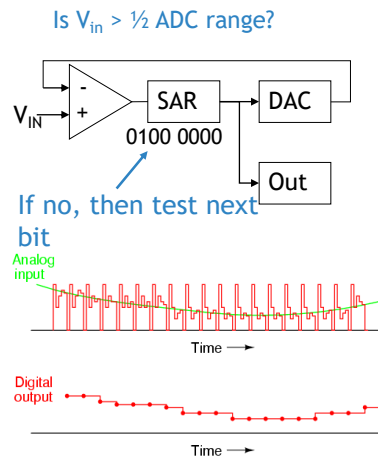 Is Vin > ½ ADC range?
-
+
VIN
SAR
DAC
0100 0000
Out
If no, then test next
bit
Analog
input
Time
Digital
output
Time